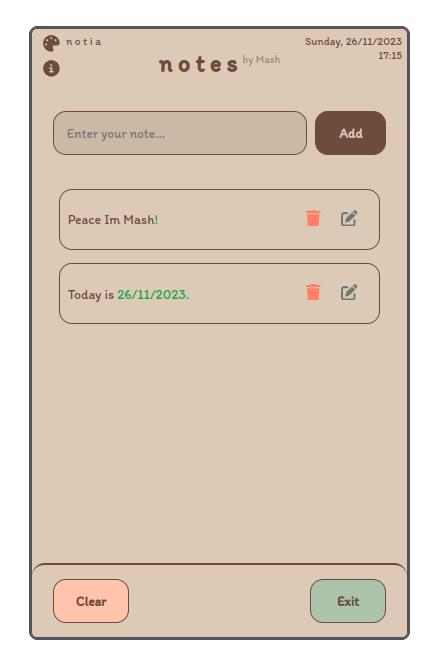 notia
Sunday, 26/11/2023
17:15
notes by Mash
Enter your note...
Add
Peace Im Mash!
Today is 26/11/2023.
Clear
Exit